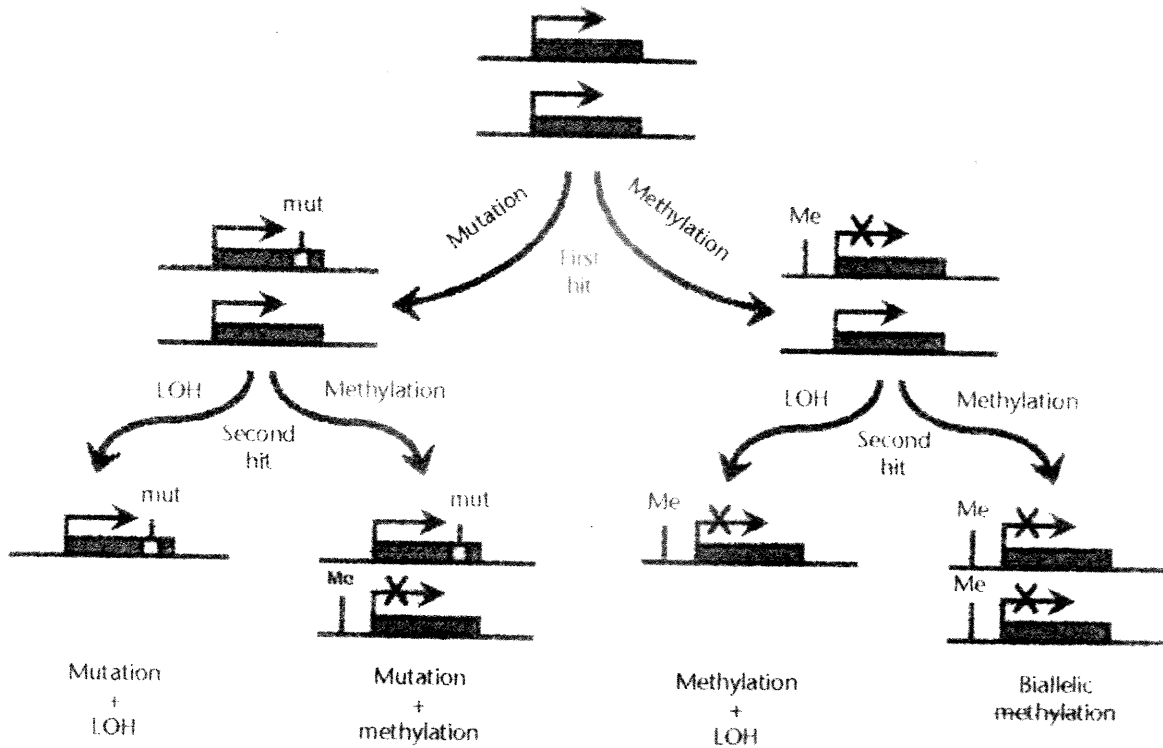 Mutation
Methylation
First
hit
mut
Me
LOH
Methylation
Second
hit
LOH
Methylation
Second
hit
mut
mut
Me
Me
Me
Me
Mutation
+
LOH
Mutation
+
methylation
Methylation
+
LOH
Biallelic
methylation